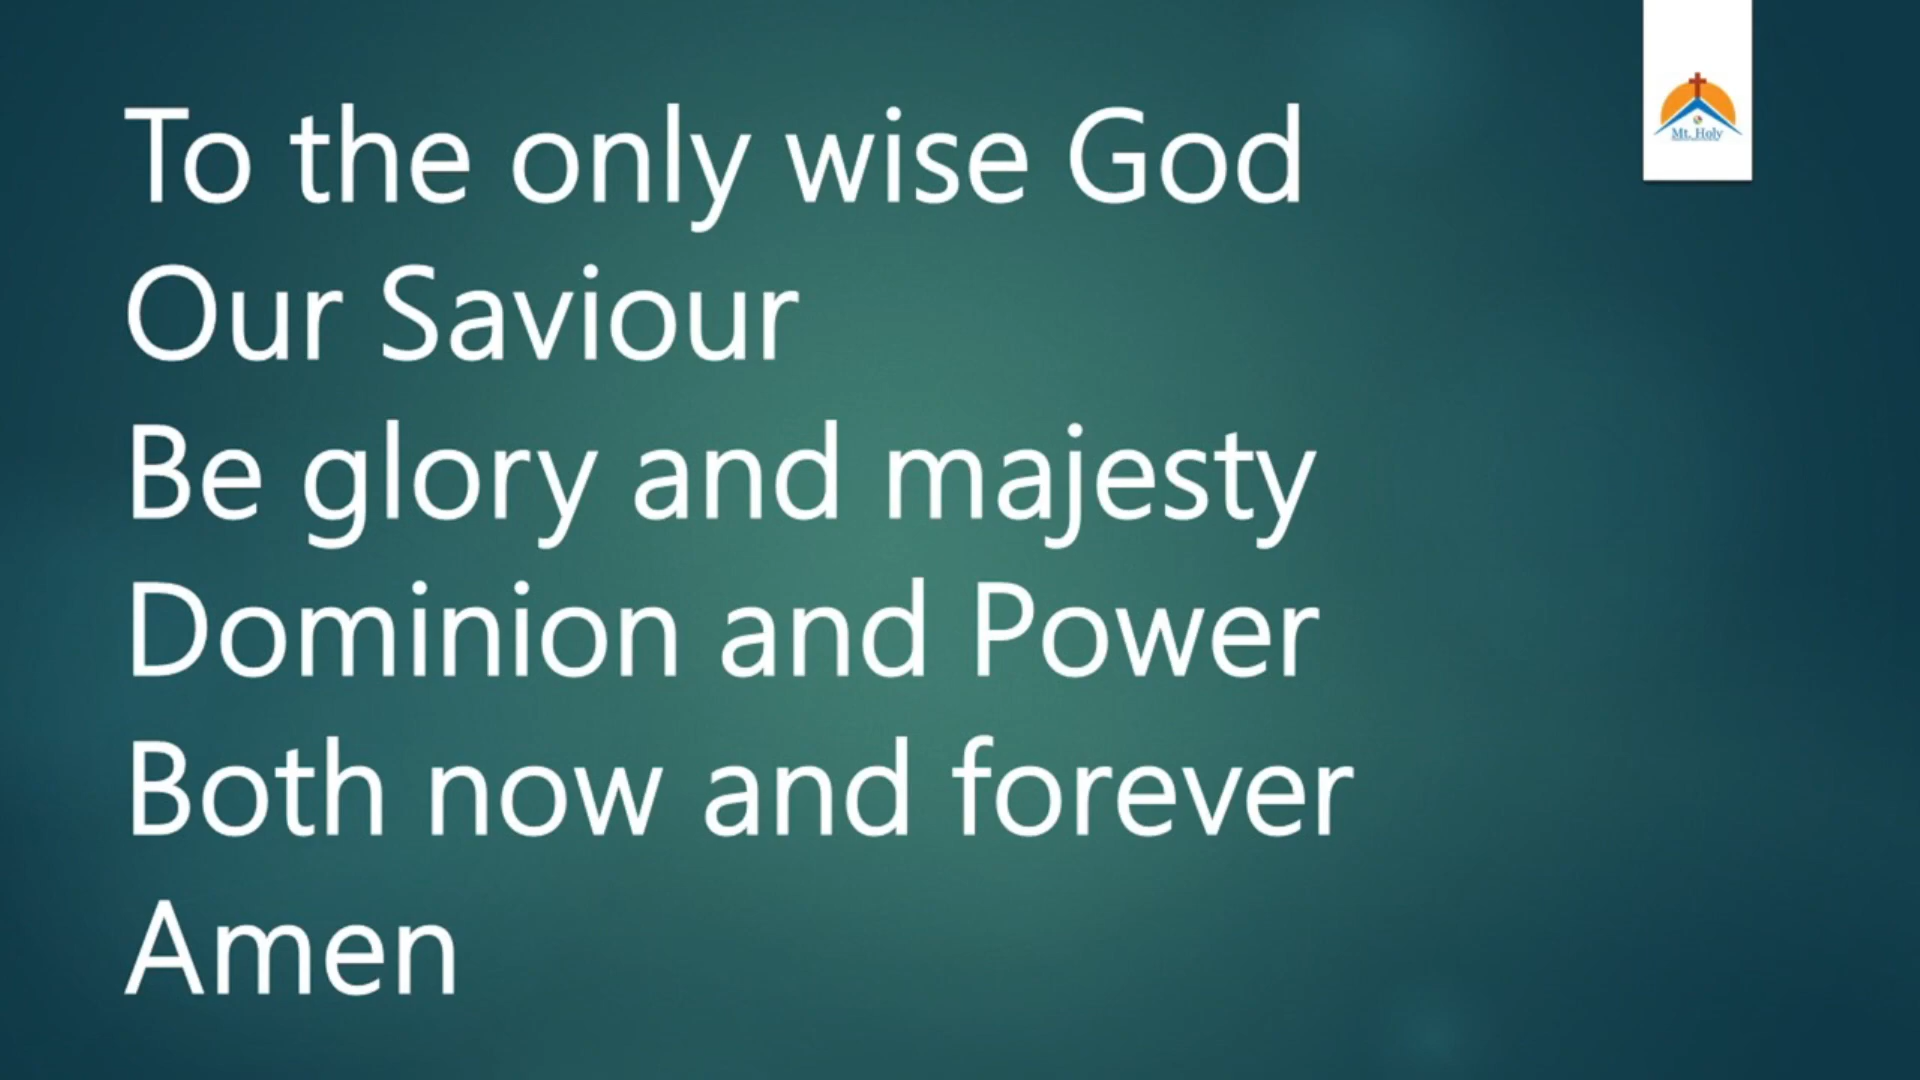 To the only wise God
Our Saviour
Be glory and majesty
Dominion and Power
Both now and forever
Amen
Mt. Holy